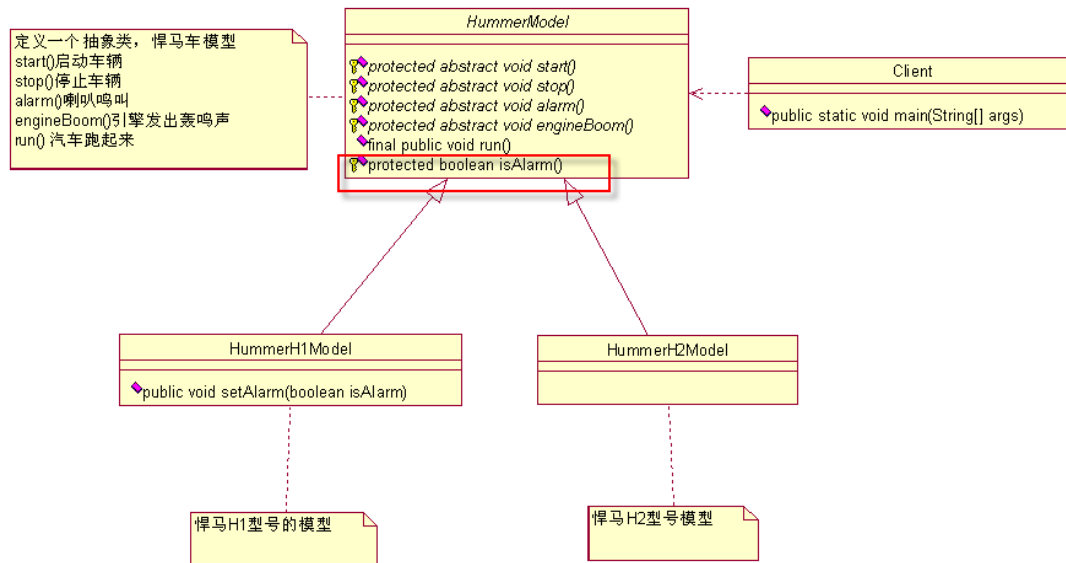 定义一个抽象类，悍马车模型
start()启动车辆
stop()停止车辆
alarm()喇叭鸣叫
engineBoom()引擎发出轰鸣声
run() 汽车跑起来
HummerModel
protected abstract void start()
protected abstract void stop()
protected abstract void alarm()
protected abstract void engineBoom()
final public void run()
protected boolean isAlarm()
Client
public static void main(String[] args)
HummerH1Model
public void setAlarm(boolean isAlarm)
HummerH2Model
悍马H1型号的模型
悍马H2型号模型